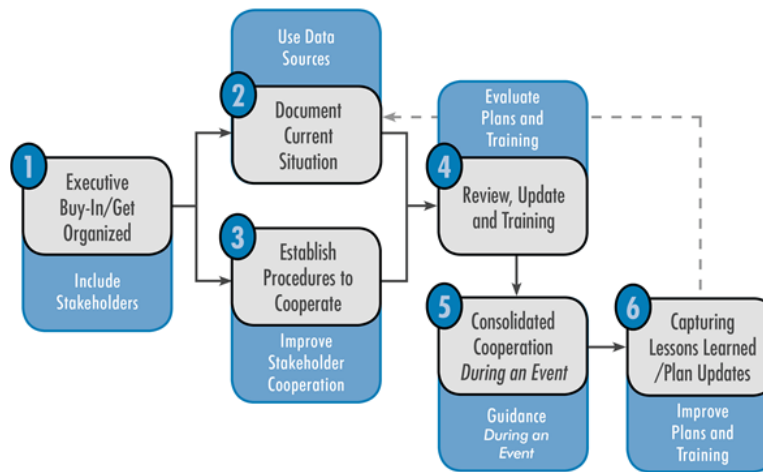 1
Executive
Buy-In/Get
Organized
Include
Stakeholders
Use Data
Sources
2
Document
Current
Situation
3
Establish
Procedures to
Cooperate
Improve
Stakeholder
Cooperation
Evaluate
Plans and
Training
4
Review, Update
and Training
5
Consolidated
Cooperation
During an Event
Guidance
During an
Event
6
Capturing
Lessons Learned
/Plan Updates
Improve
Plans and
Training